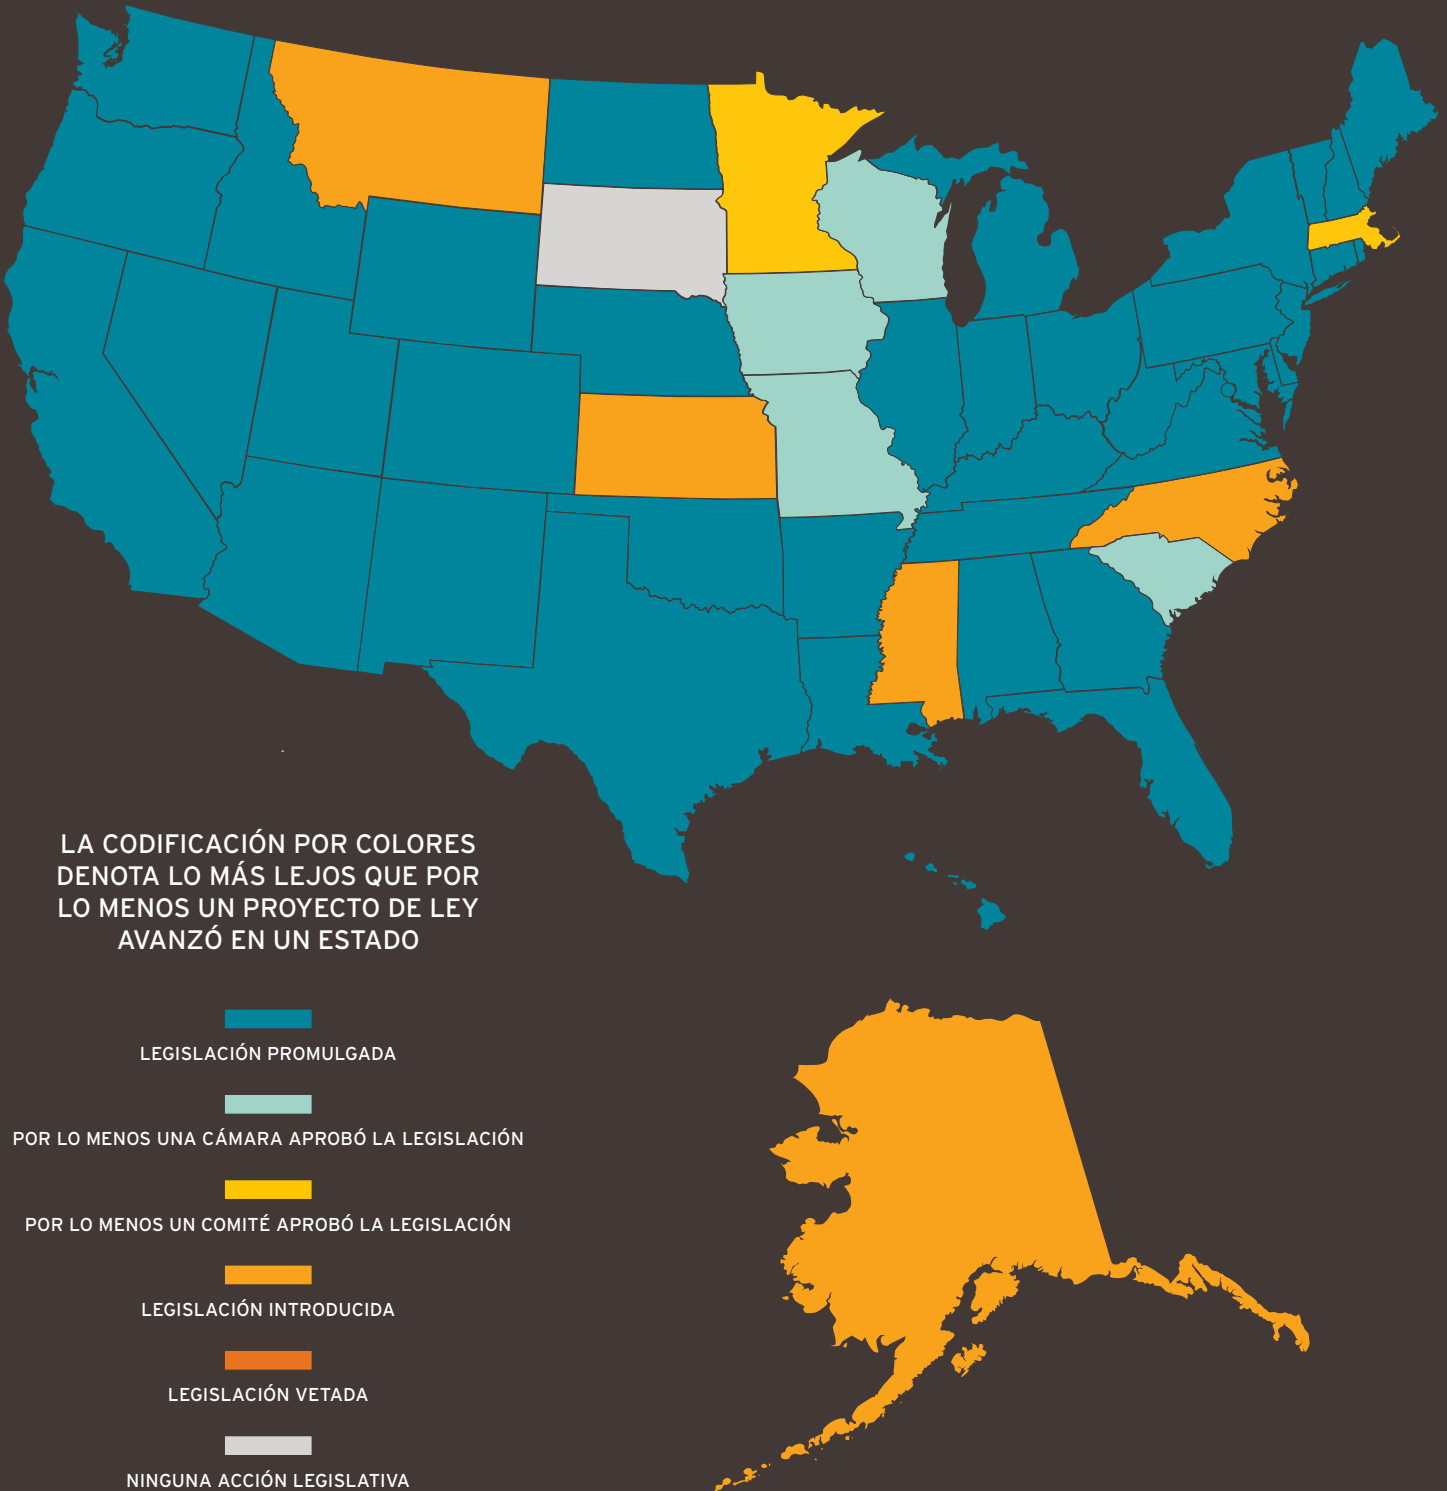 LA CODIFICACIÓN POR COLORES
DENOTA LO MÁS LEJOS QUE POR
LO MENOS UN PROYECTO DE LEY
AVANZÓ EN UN ESTADO
LEGISLACIÓN PROMULGADA
POR LO MENOS UNA CÁMARA APROBÓ LA LEGISLACIÓN
POR LO MENOS UN COMITÉ APROBÓ LA LEGISLACIÓN
LEGISLACIÓN INTRODUCIDA
LEGISLACIÓN VETADA
NINGUNA ACCIÓN LEGISLATIVA